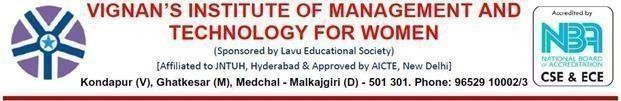 VIGNAN'S INSTITUTE OF MANAGEMENT AND
TECHNOLOGY FOR WOMEN
(Sponsored by Lavu Educational Society)
[Affiliated to JNTUH, Hyderabad & Approved by AICTE, New Delhi]
Kondapur (V), Ghatkesar (M), Medchal - Malkajgiri (D) - 501 301. Phone: 96529 10002/3
Accredited by
NBA
NATIONAL BOARD
of ACCREDITATION
CSE & ECE